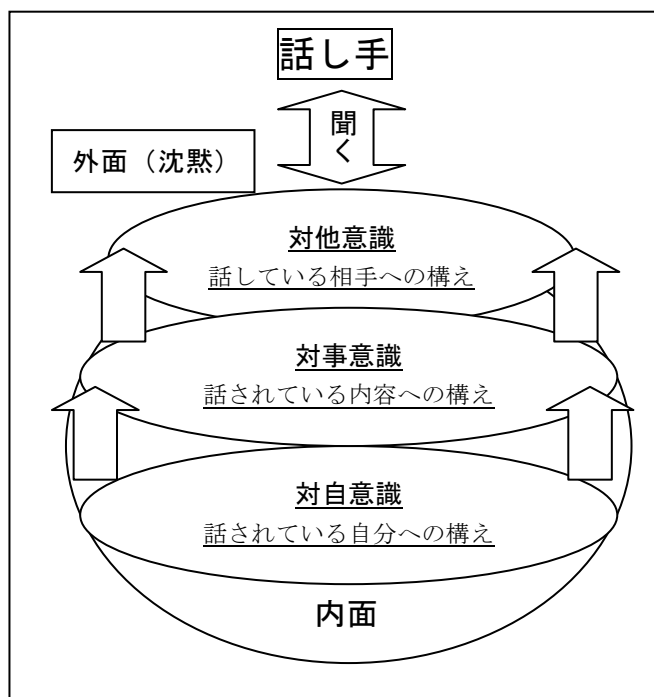 話し手
聞く
外面（沈黙）
対他意識
話している相手への構え
対事意識
話されている内容への構え
対自意識
話されている自分への構え
内面